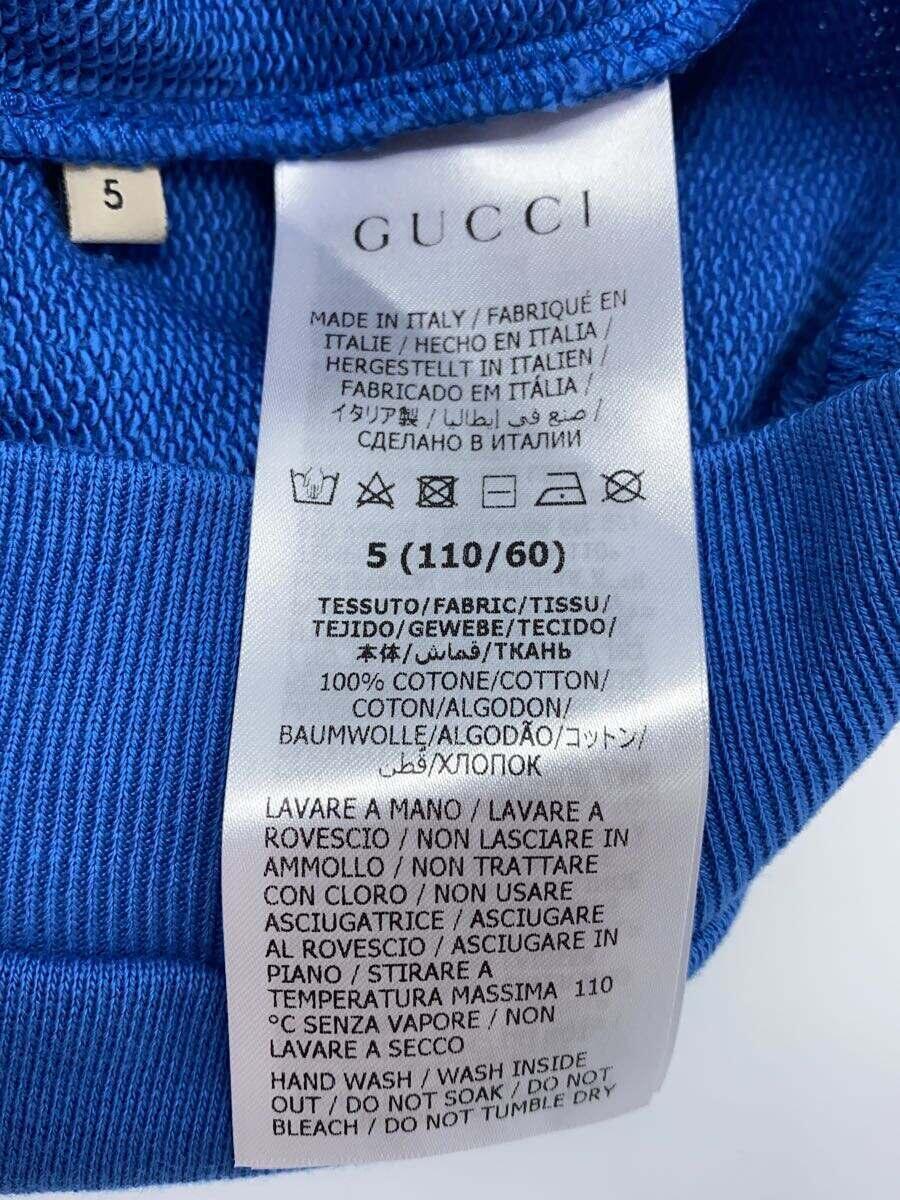 5
GUCCI
MADE IN ITALY / FABRIQUÉ EN
ITALIE / HECHO EN ITALIA /
HERGESTELLT IN ITALIEN /
FABRICADO EM ITÁLIA /
イタリア製 / صنع في إيطاليا /
СДЕЛАНО В ИТАЛИИ
5 (110/60)
TESSUTO/FABRIC/TISSU/
TEJIDO/GEWEBE/TECIDO/
本体/قماش/ТКАНЬ
100% COTONE/COTTON/
COTON/ALGODON/
BAUMWOLLE/ALGODÃO/コットン/
قطن/ХЛОПОК
LAVARE A MANO / LAVARE A
ROVESCIO / NON LASCIARE IN
AMMOLLO / NON TRATTARE
CON CLORO / NON USARE
ASCIUGATRICE / ASCIUGARE
AL ROVESCIO / ASCIUGARE IN
PIANO / STIRARE A
TEMPERATURA MASSIMA 110
°C SENZA VAPORE / NON
LAVARE A SECCO
HAND WASH / WASH INSIDE
OUT / DO NOT SOAK / DO NOT
BLEACH / DO NOT TUMBLE DRY